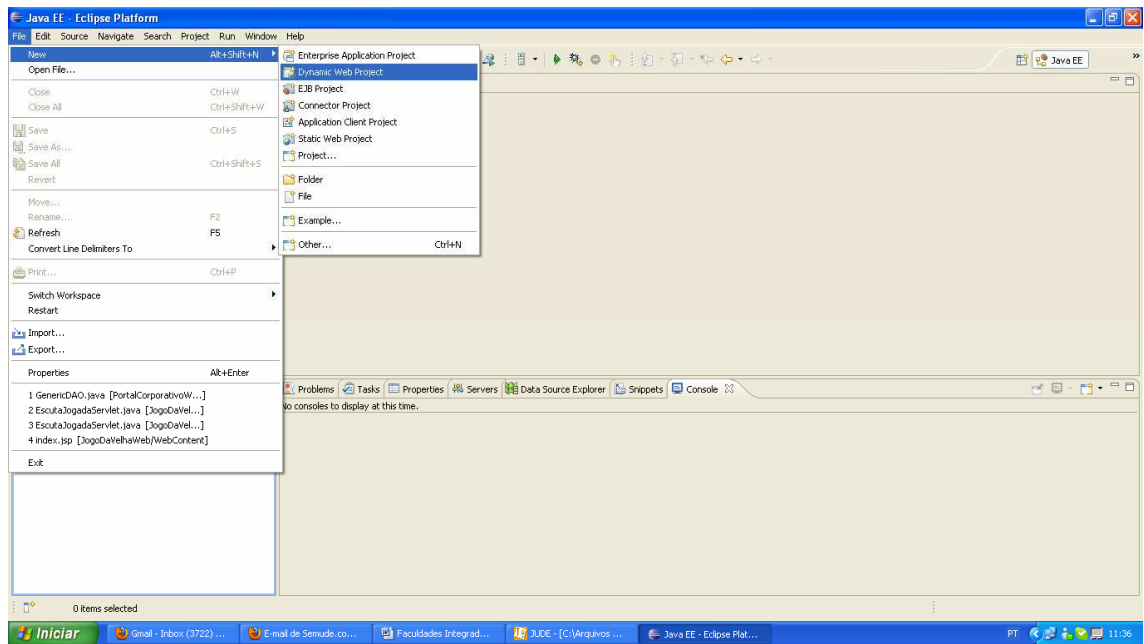 Java EE - Eclipse Platform
File Edit Source Navigate Search Project Run Window Help
New Alt+Shift+N
Open File...
Close Ctrl+W
Close All Ctrl+Shift+W
Save Ctrl+S
Save As...
Save All Ctrl+Shift+S
Revert
Move...
Rename... F2
Refresh F5
Convert Line Delimiters To
Print... Ctrl+P
Switch Workspace
Restart
Import...
Export...
Properties Alt+Enter
1 GenericDAO.java [PortalCorporativoW...]
2 EscutaJogadaServlet.java [JogoDaVel...]
3 EscutaJogadaServlet.java [JogoDaVel...]
4 index.jsp [JogoDaVelhaWeb/WebContent]
Exit
Enterprise Application Project
Dynamic Web Project
EJB Project
Connector Project
Application Client Project
Static Web Project
Project...
Folder
File
Example...
Other... Ctrl+N
Java EE
»
Problems Tasks Properties Servers Data Source Explorer Snippets Console
No consoles to display at this time.
0 items selected
Iniciar Gmail - Inbox (3722) ... E-mail de Semude.co... Faculdades Integrad... JUDE - [C:\Arquivos ... Java EE - Eclipse Plat... PT 11:36